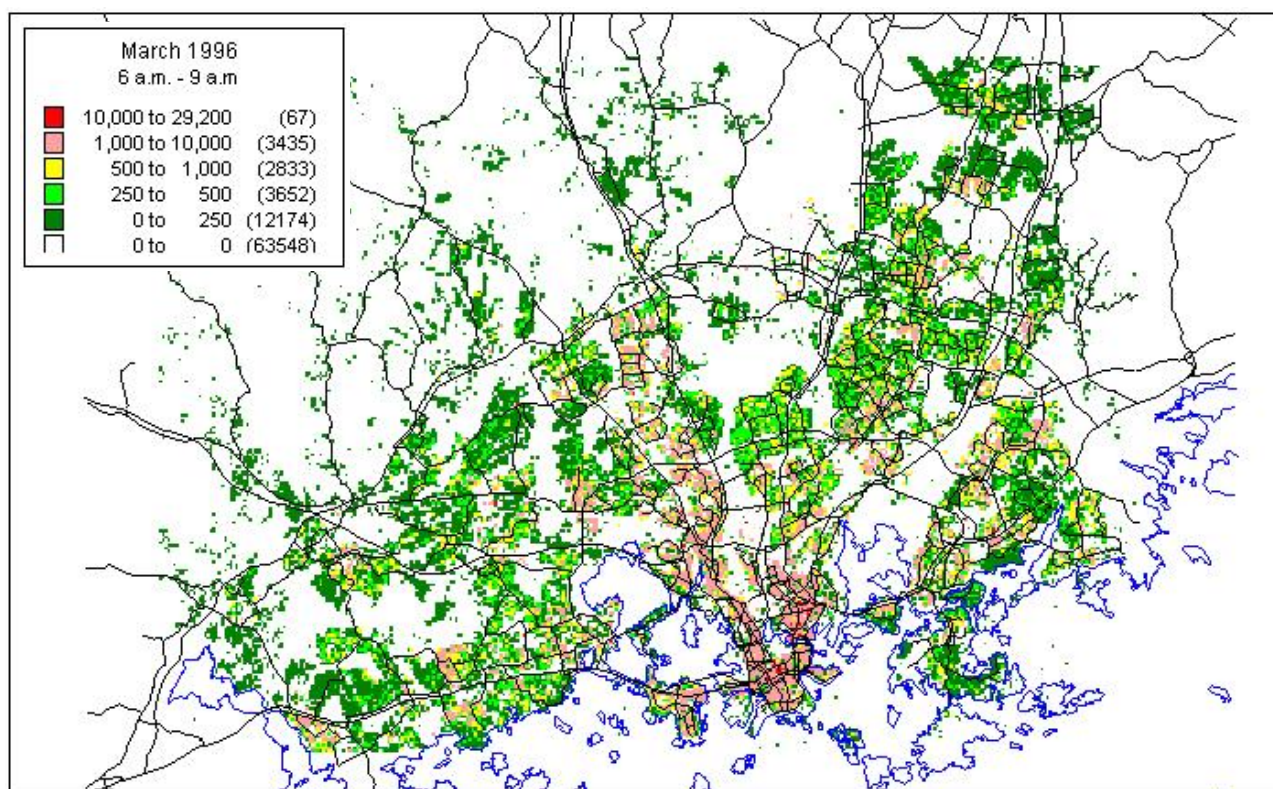 March 1996
6 a.m. - 9 a.m
10,000 to 29,200 (67)
1,000 to 10,000 (3435)
500 to 1,000 (2833)
250 to 500 (3652)
0 to 250 (12174)
0 to 0 (63548)